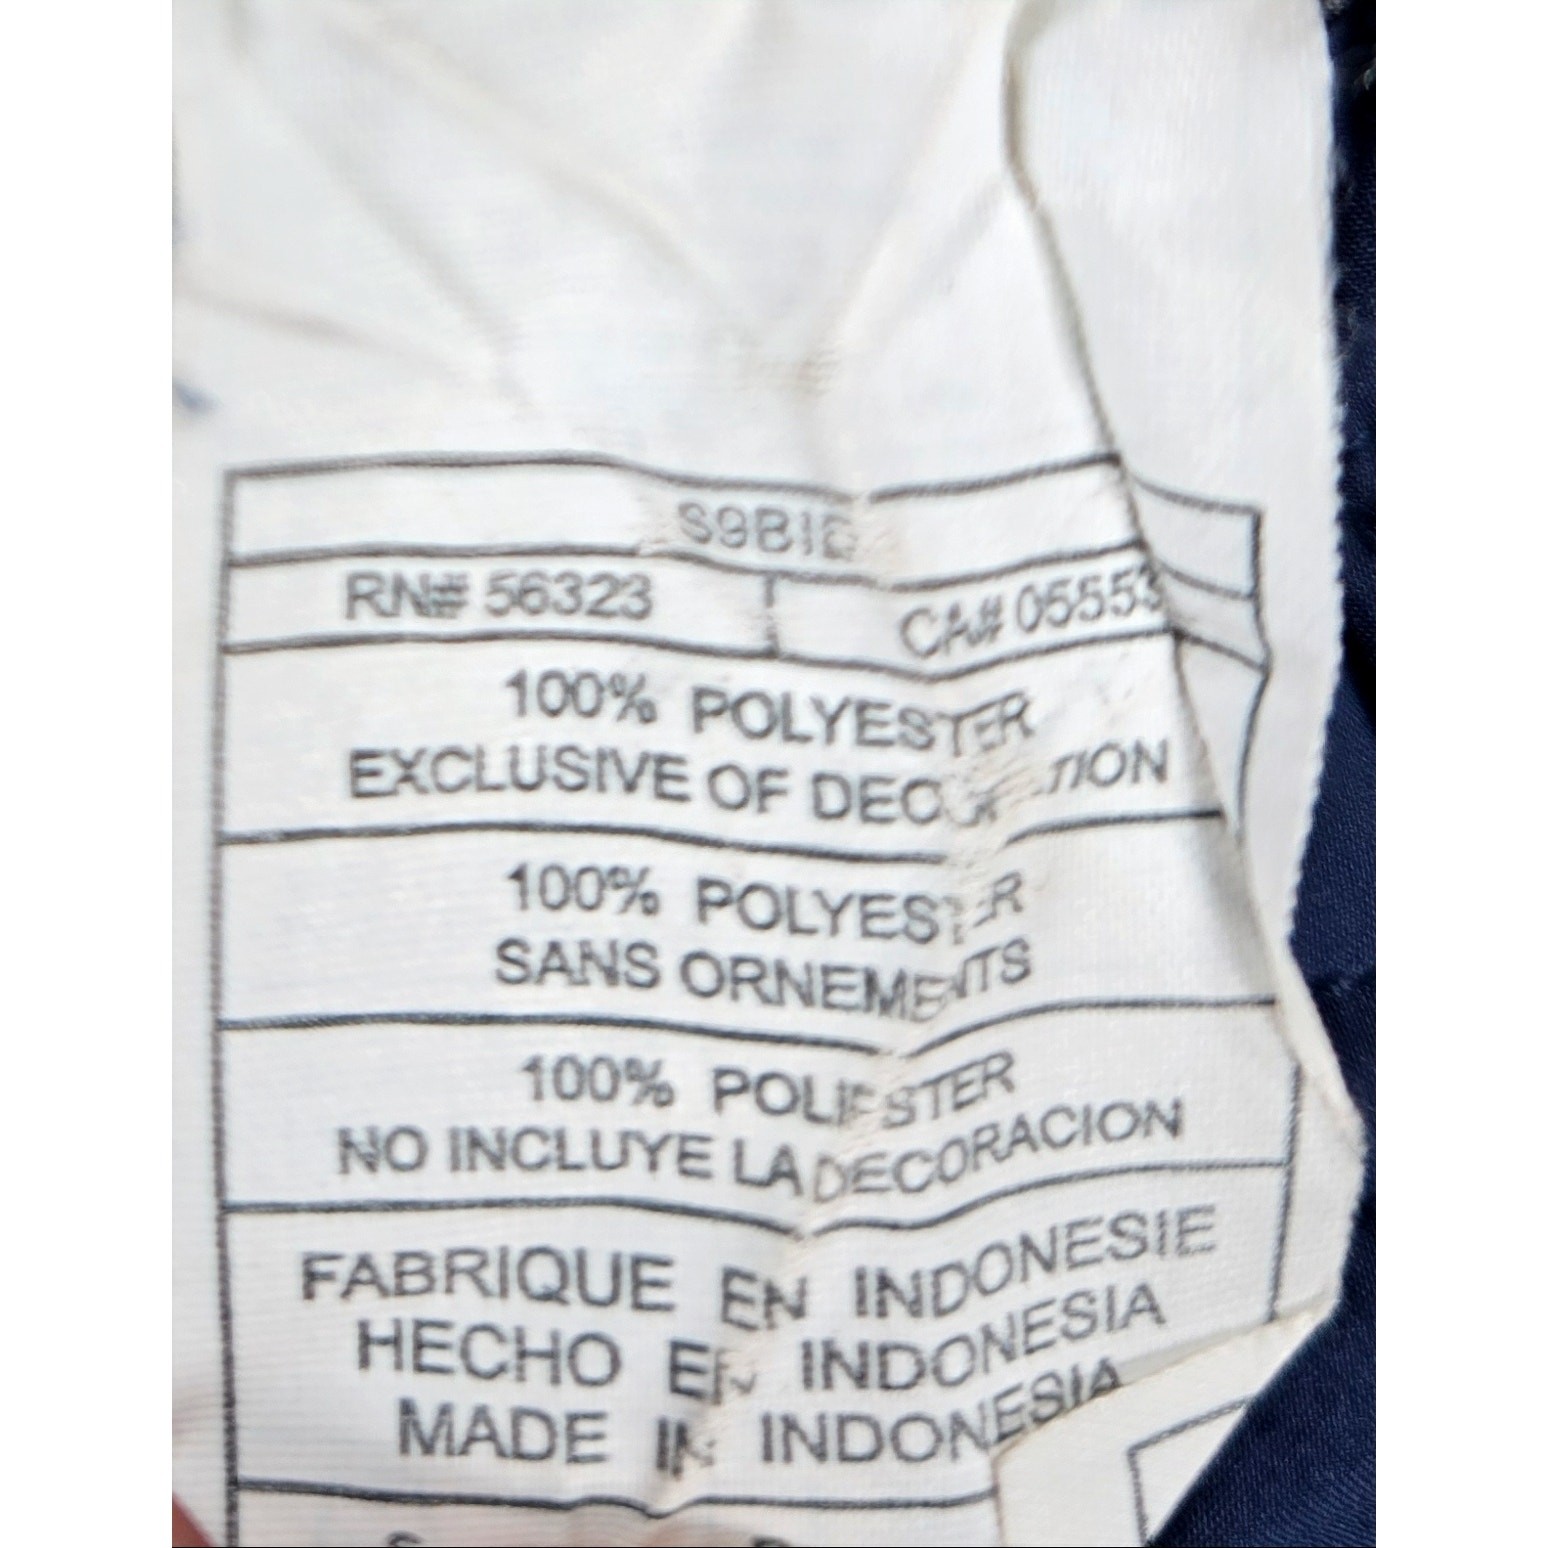 RN# 56323 CA# 05553
100% POLYESTER
EXCLUSIVE OF DECORATION
100% POLYESTER
SANS ORNEMENTS
100% POLIESTER
NO INCLUYE LA DECORACION
FABRIQUE EN INDONESIE
HECHO EN INDONESIA
MADE IN INDONESIA